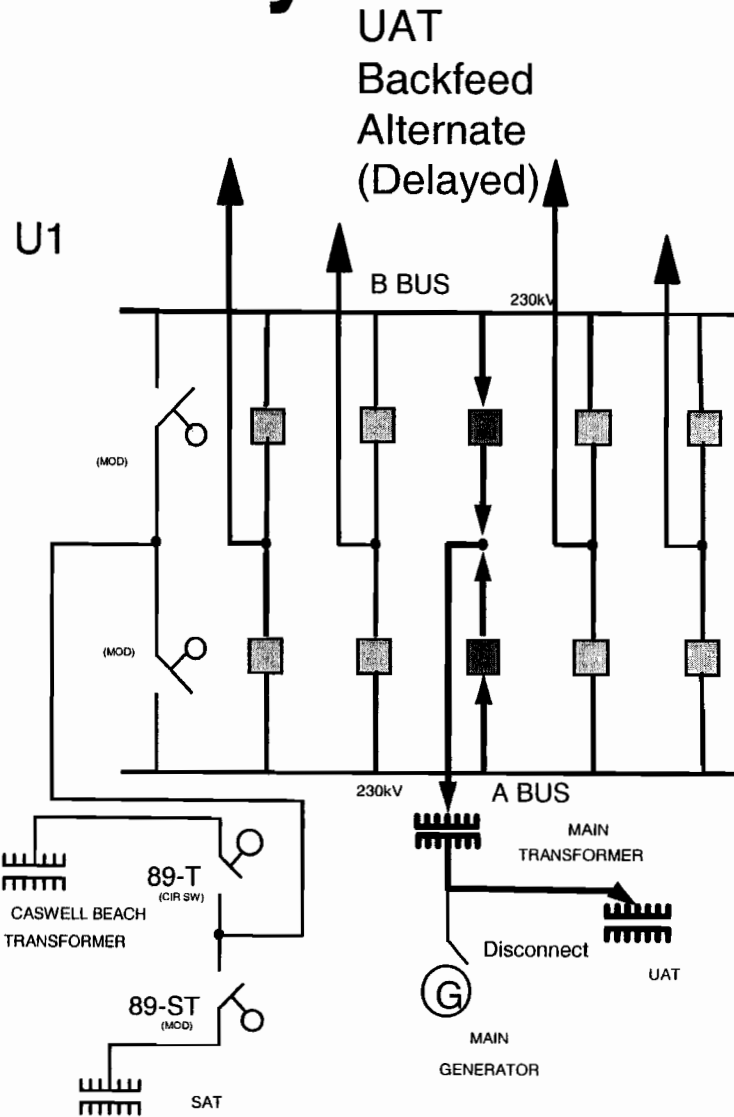 UAT
Backfeed
Alternate
(Delayed)
U1
B BUS
230kV
(MOD)
(MOD)
230kV
A BUS
MAIN
TRANSFORMER
89-T
(CIR SW)
CASWELL BEACH
TRANSFORMER
Disconnect
UAT
89-ST
(MOD)
G
MAIN
GENERATOR
SAT